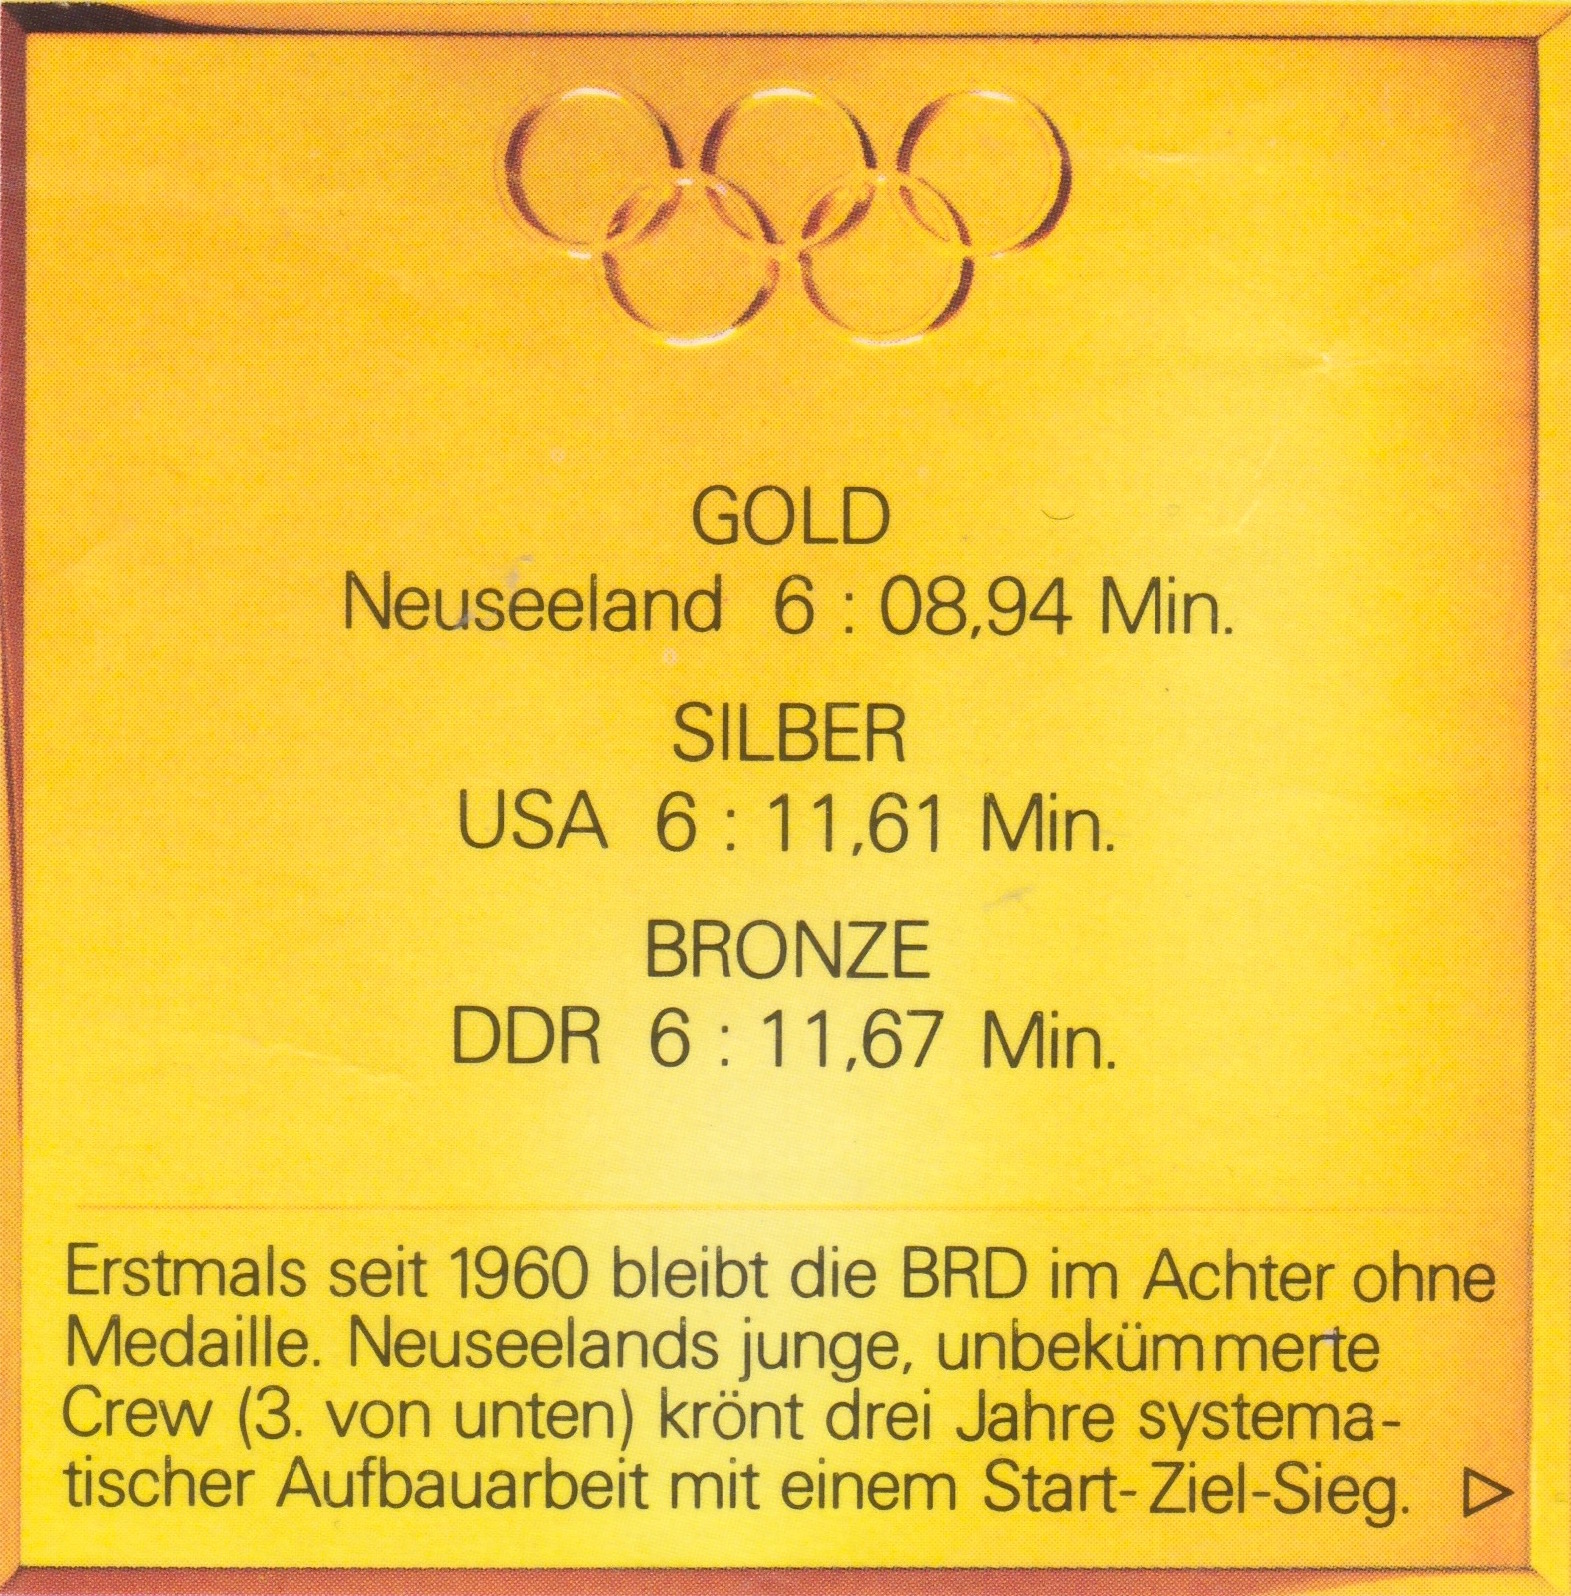 GOLD
Neuseeland 6 : 08,94 Min.
SILBER
USA 6 : 11,61 Min.
BRONZE
DDR 6 : 11,67 Min.
Erstmals seit 1960 bleibt die BRD im Achter ohne
Medaille. Neuseelands junge, unbekümmerte
Crew (3. von unten) krönt drei Jahre systema-
tischer Aufbauarbeit mit einem Start-Ziel-Sieg. ▷